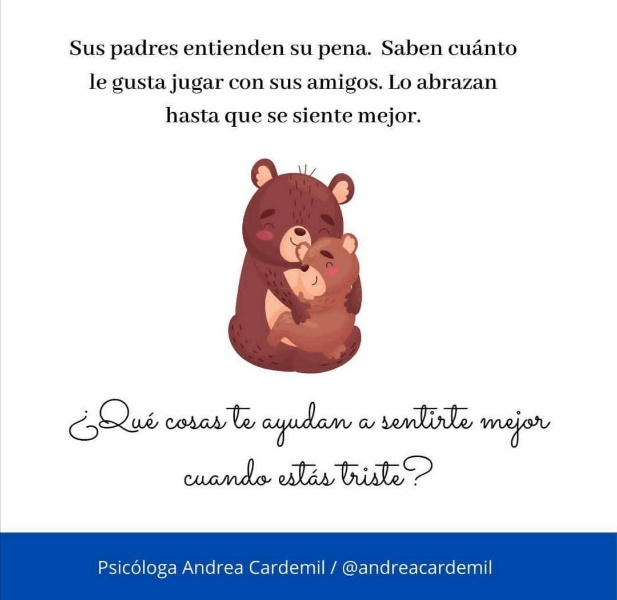 Sus padres entienden su pena. Saben cuánto
le gusta jugar con sus amigos. Lo abrazan
hasta que se siente mejor.
¿Qué cosas te ayudan a sentirte mejor
cuando estás triste?
Psicóloga Andrea Cardemil / @andreacardemil